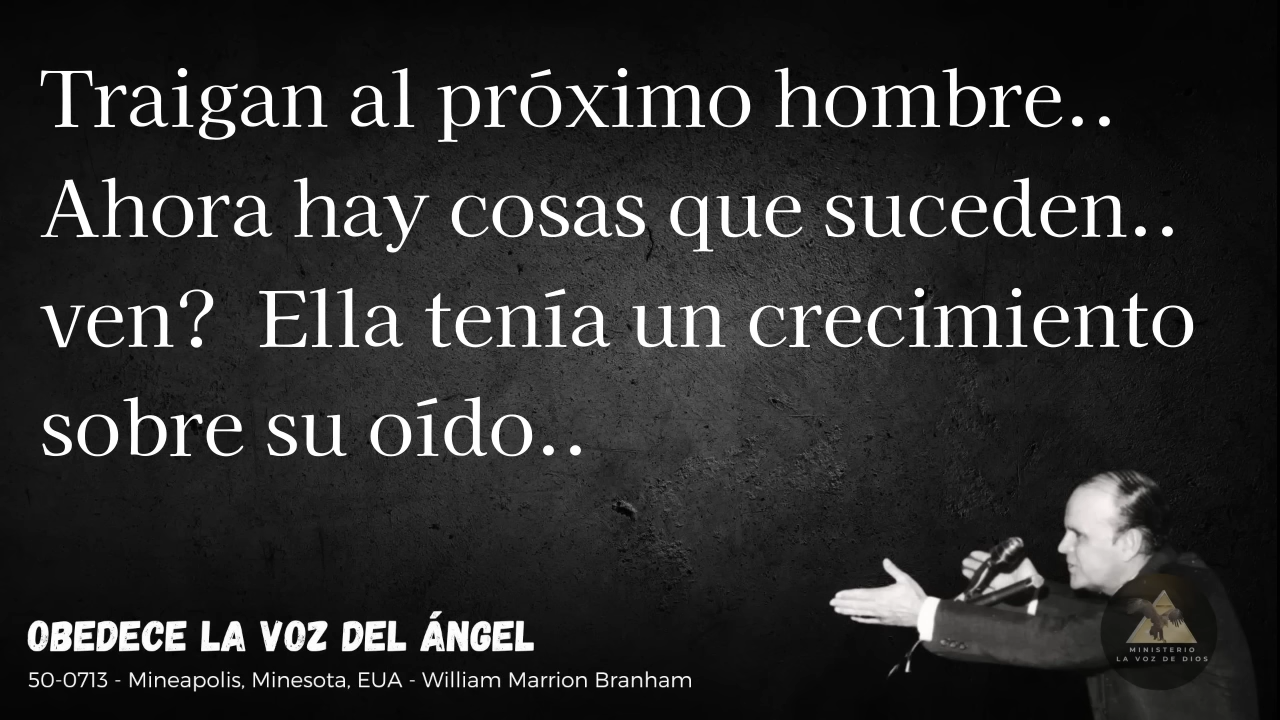 Traigan al próximo hombre..
Ahora hay cosas que suceden..
ven? Ella tenía un crecimiento
sobre su oído..
OBEDECE LA VOZ DEL ÁNGEL
50-0713 - Mineapolis, Minesota, EUA - William Marrion Branham
MINISTERIO
LA VOZ DE DIOS